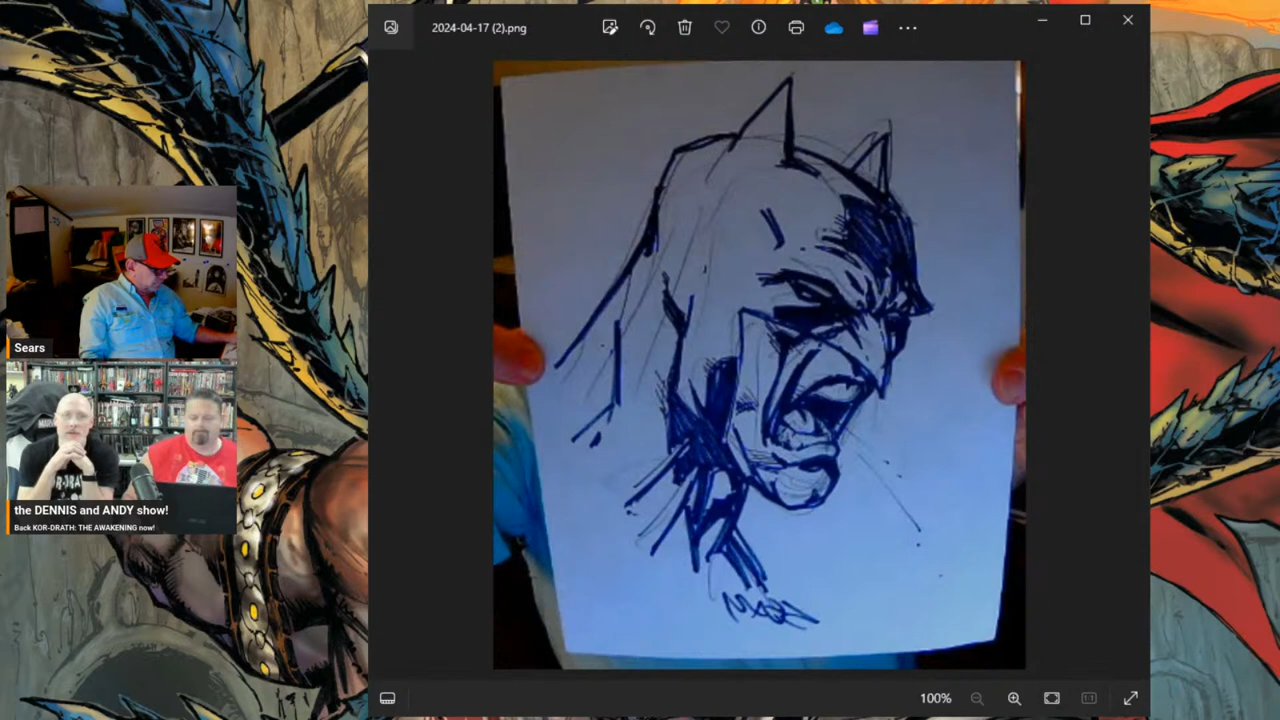 2024-04-17 (2).png
Sears
the DENNIS and ANDY show!
Back KOR-DRATH: THE AWAKENING now!
100%